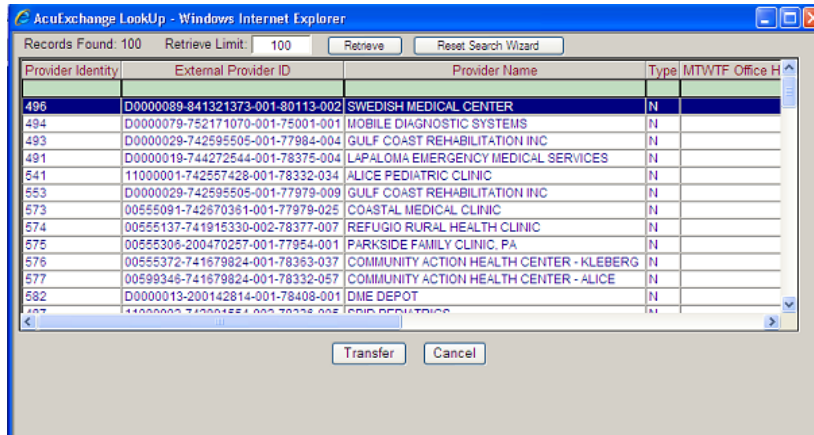 AcuExchange LookUp - Windows Internet Explorer
Records Found: 100 Retrieve Limit: 100 Retrieve Reset Search Wizard
Provider Identity External Provider ID Provider Name Type MTWTF Office H
496 D0000089-841321373-001-80113-002 SWEDISH MEDICAL CENTER N
494 D0000079-752171070-001-75001-001 MOBILE DIAGNOSTIC SYSTEMS N
493 D0000029-742595505-001-77984-004 GULF COAST REHABILITATION INC N
491 D0000019-744272544-001-78375-004 LAPALOMA EMERGENCY MEDICAL SERVICES N
541 11000001-742557428-001-78332-034 ALICE PEDIATRIC CLINIC N
553 D0000029-742595505-001-77979-009 GULF COAST REHABILITATION INC N
573 00555091-742670361-001-77979-025 COASTAL MEDICAL CLINIC N
574 00555137-741915330-002-78377-007 REFUGIO RURAL HEALTH CLINIC N
575 00555306-200470257-001-77954-001 PARKSIDE FAMILY CLINIC, PA N
576 00555372-741679824-001-78363-037 COMMUNITY ACTION HEALTH CENTER - KLEBERG N
577 00599346-741679824-001-78332-057 COMMUNITY ACTION HEALTH CENTER - ALICE N
582 D0000013-200142814-001-78408-001 DME DEPOT N
Transfer Cancel